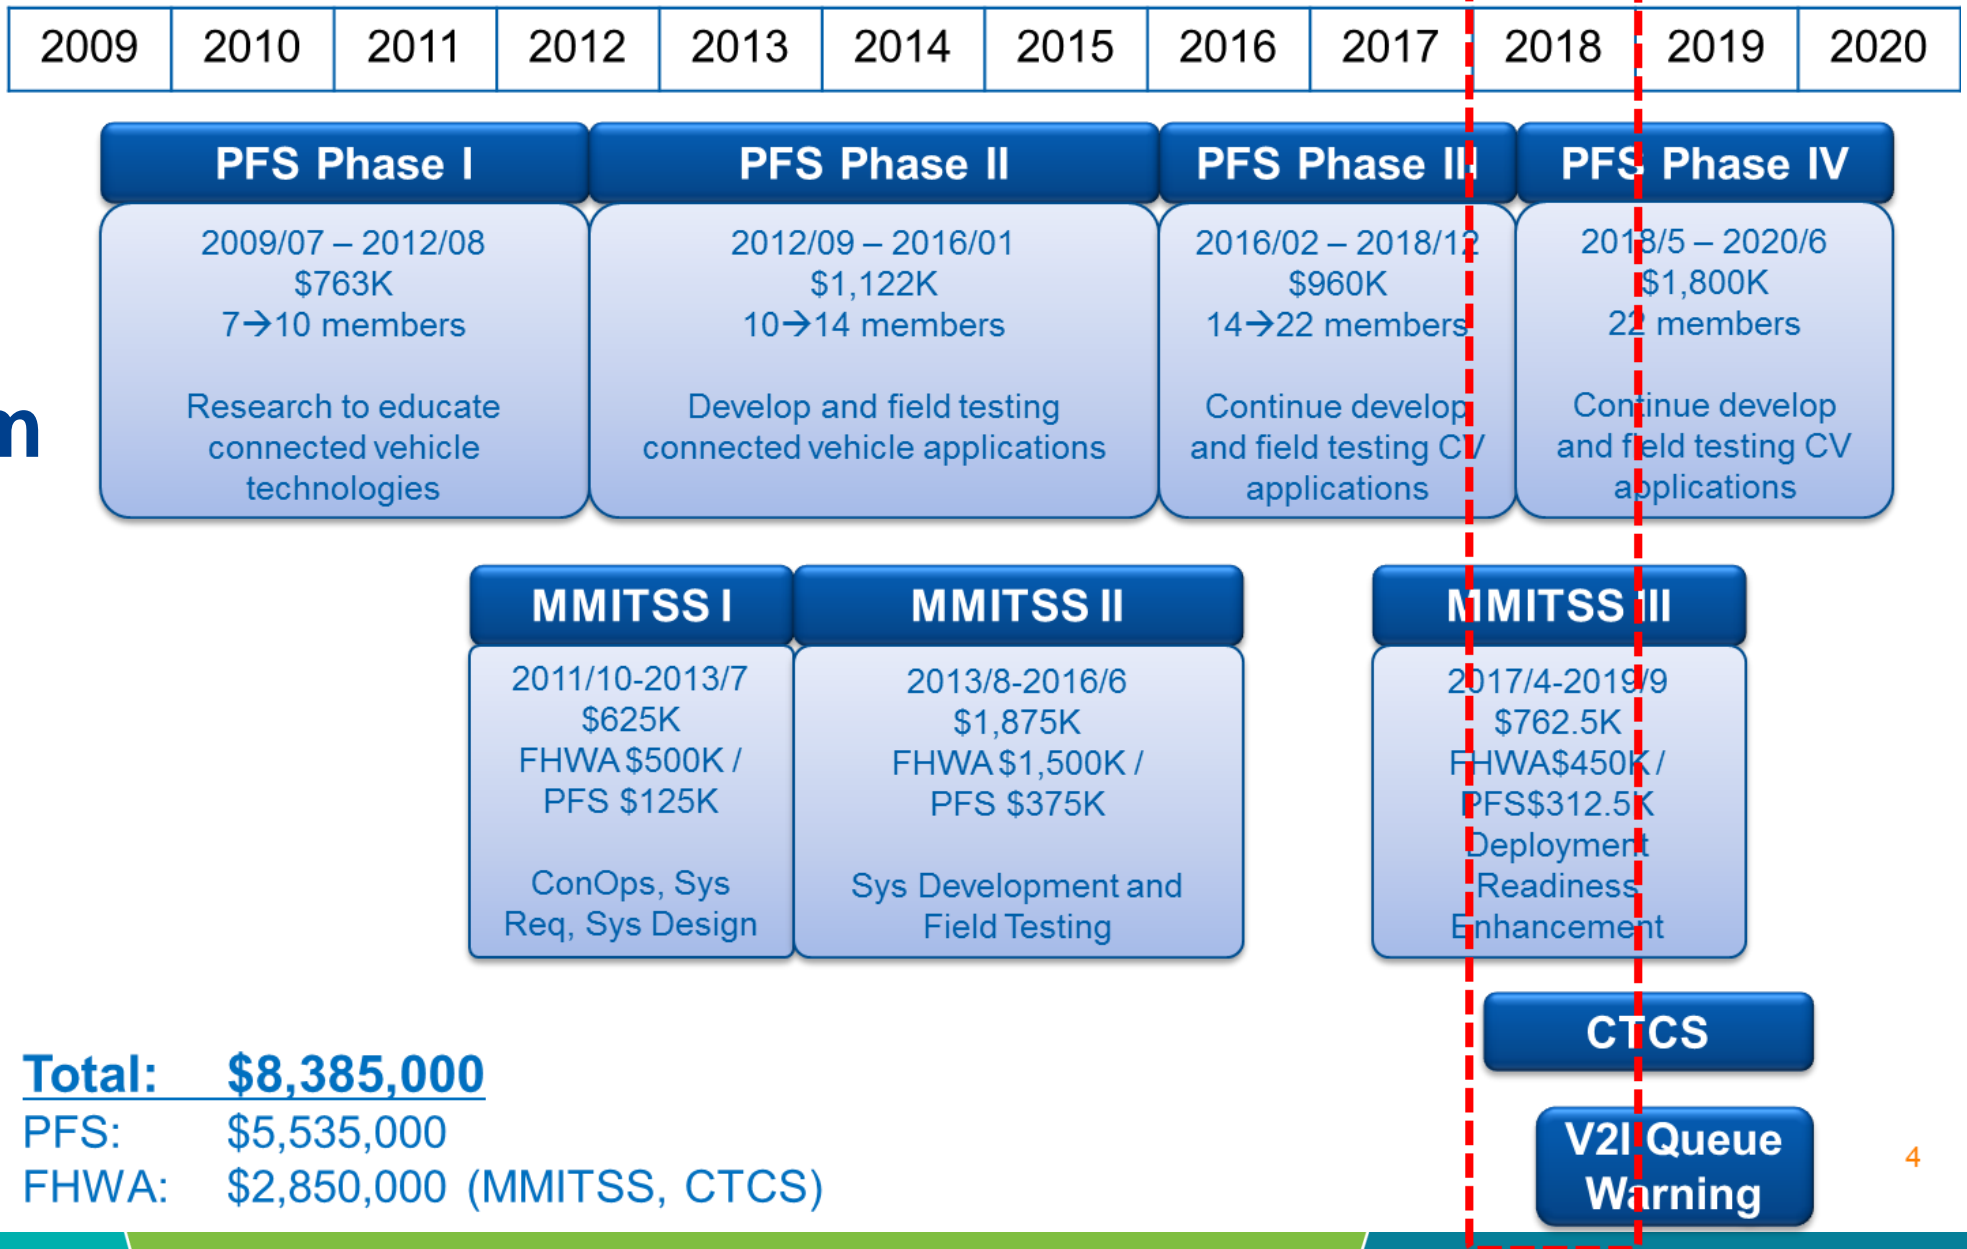 2009 2010 2011 2012 2013 2014 2015 2016 2017 2018 2019 2020
PFS Phase I
2009/07 – 2012/08
$763K
7→10 members
Research to educate
connected vehicle
technologies
PFS Phase II
2012/09 – 2016/01
$1,122K
10→14 members
Develop and field testing
connected vehicle applications
PFS Phase III
2016/02 – 2018/12
$960K
14→22 members
Continue develop
and field testing CV
applications
PFS Phase IV
2018/5 – 2020/6
$1,800K
22 members
Continue develop
and field testing CV
applications
m
MMITSS I
2011/10-2013/7
$625K
FHWA $500K /
PFS $125K
ConOps, Sys
Req, Sys Design
MMITSS II
2013/8-2016/6
$1,875K
FHWA $1,500K /
PFS $375K
Sys Development and
Field Testing
MMITSS III
2017/4-2019/9
$762.5K
FHWA$450K /
PFS$312.5K
Deployment
Readiness
Enhancement
CTCS
V2I Queue
Warning
Total: $8,385,000
PFS: $5,535,000
FHWA: $2,850,000 (MMITSS, CTCS)
4